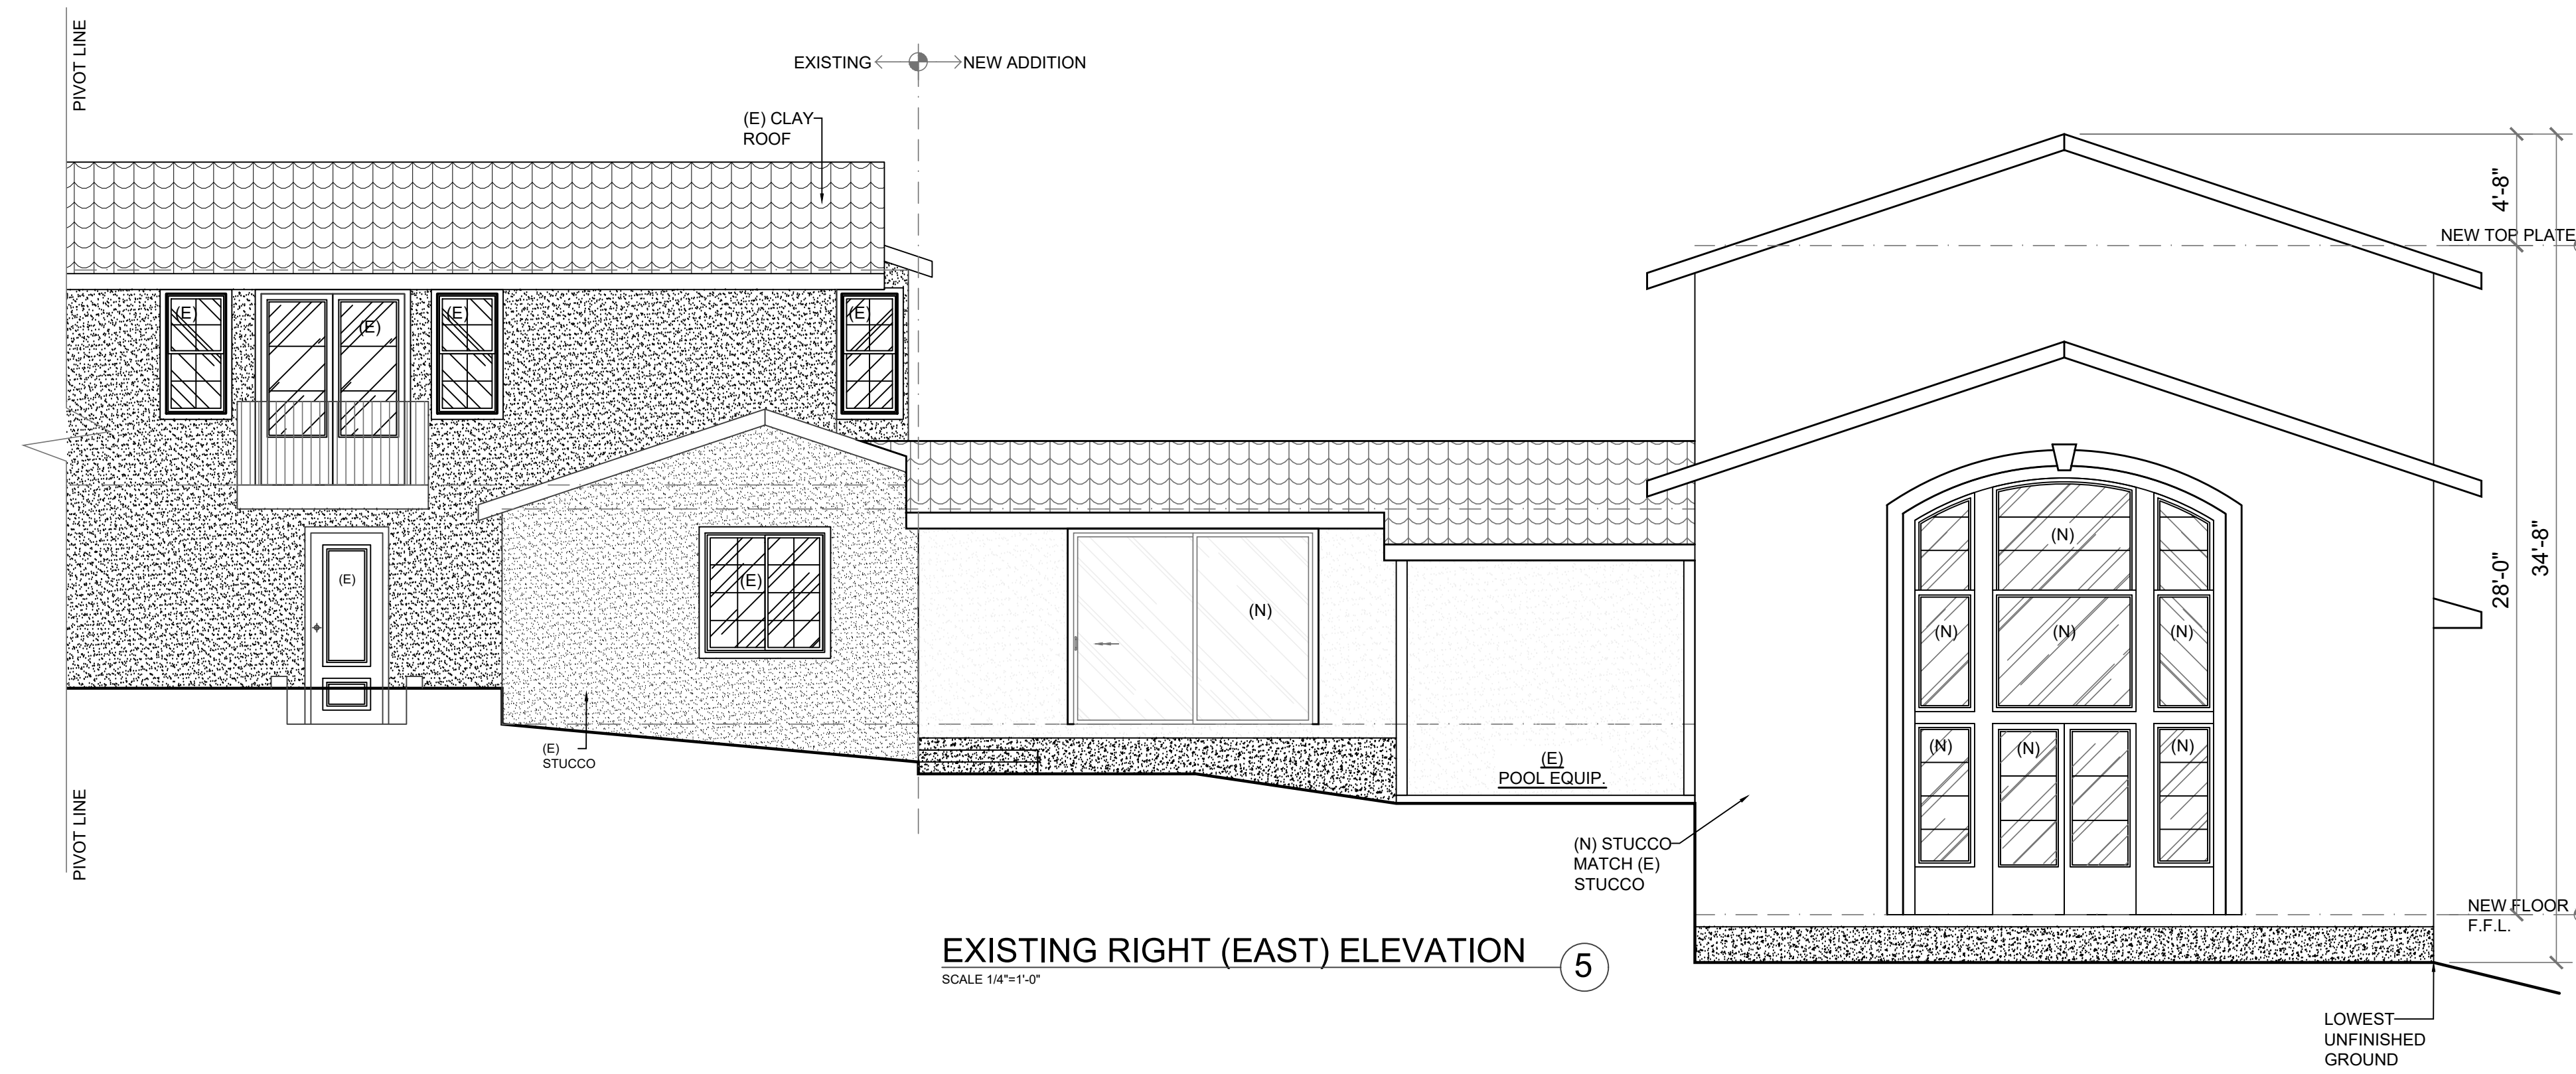 PIVOT LINE
EXISTING
NEW ADDITION
(E) CLAY
ROOF
4'-8"
NEW TOP PLATE
(E)
(E)
(E)
(E)
(E)
(E)
(N)
(N)
(N)
(N)
(N)
(N)
(N)
(N)
28'-0"
34'-8"
(E)
STUCCO
(E)
POOL EQUIP.
PIVOT LINE
(N) STUCCO
MATCH (E)
STUCCO
NEW FLOOR
F.F.L.
EXISTING RIGHT (EAST) ELEVATION
5
SCALE 1/4"=1'-0"
LOWEST
UNFINISHED
GROUND